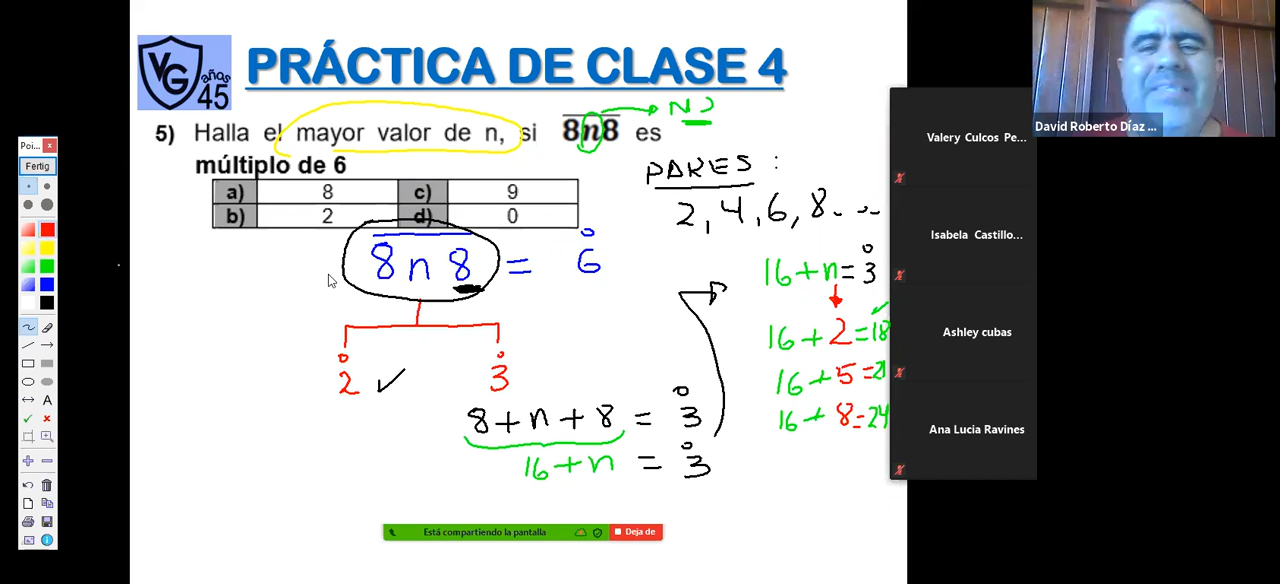 VG años 45
PRÁCTICA DE CLASE 4
5) Halla el mayor valor de n, si 8n8 es
múltiplo de 6
a) 8 c) 9
b) 2 d) 0
8 n 8 = 6
2 ✓ 3
8 + n + 8 = 3
16 + n = 3
PARES :
2, 4, 6, 8 ....
16 + n = 3
16 + 2 = 18
16 + 5 = 21
16 + 8 = 24
Poi...
Fertig
A
David Roberto Díaz ...
Valery Culcos Pe...
Isabela Castillo...
Ashley cubas
Ana Lucia Ravines
Está compartiendo la pantalla
Deja de